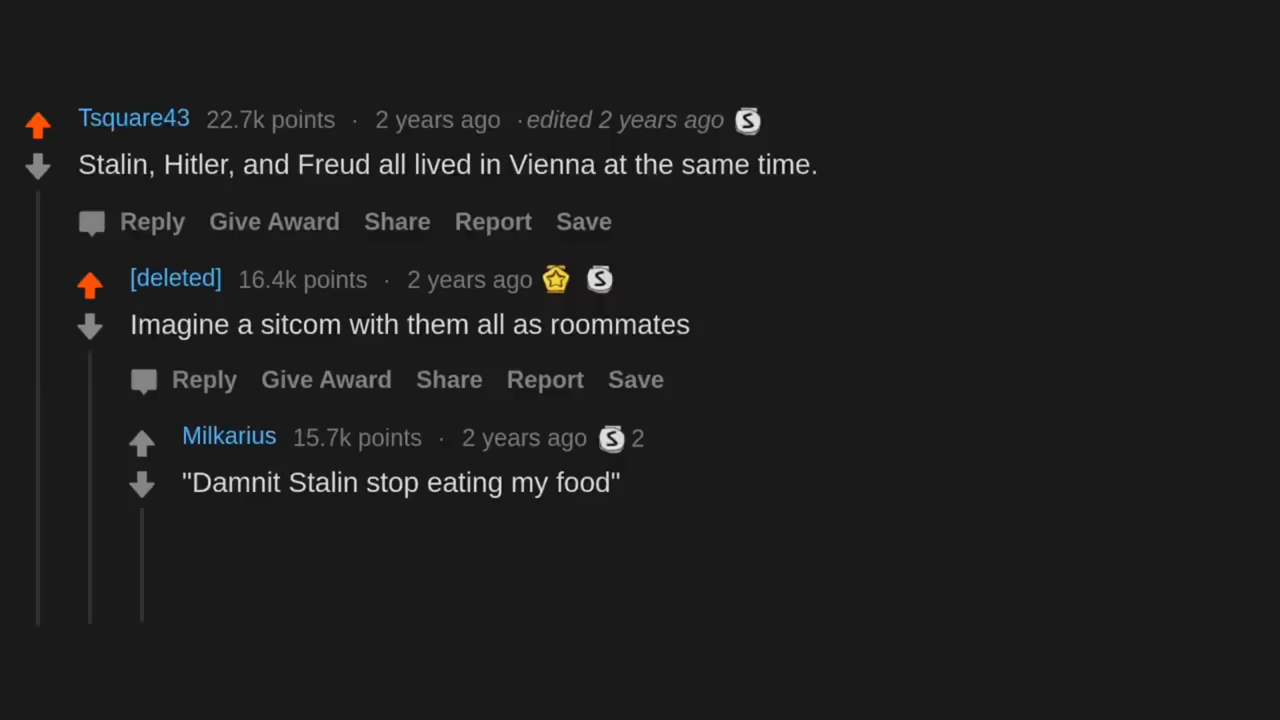 Tsquare43 22.7k points · 2 years ago · edited 2 years ago S
Stalin, Hitler, and Freud all lived in Vienna at the same time.
Reply Give Award Share Report Save
[deleted] 16.4k points · 2 years ago S
Imagine a sitcom with them all as roommates
Reply Give Award Share Report Save
Milkarius 15.7k points · 2 years ago S 2
"Damnit Stalin stop eating my food"